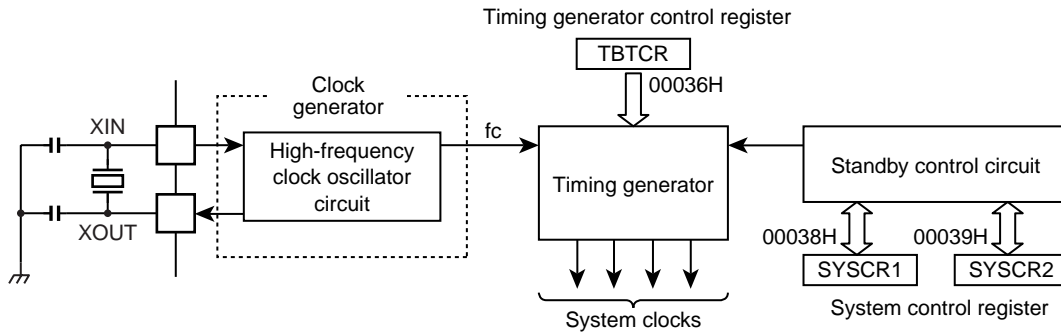 Timing generator control register
TBTCR
00036H
Clock
generator
XIN
High-frequency
clock oscillator
circuit
fc
Timing generator
Standby control circuit
XOUT
00038H
00039H
SYSCR1
SYSCR2
System clocks
System control register